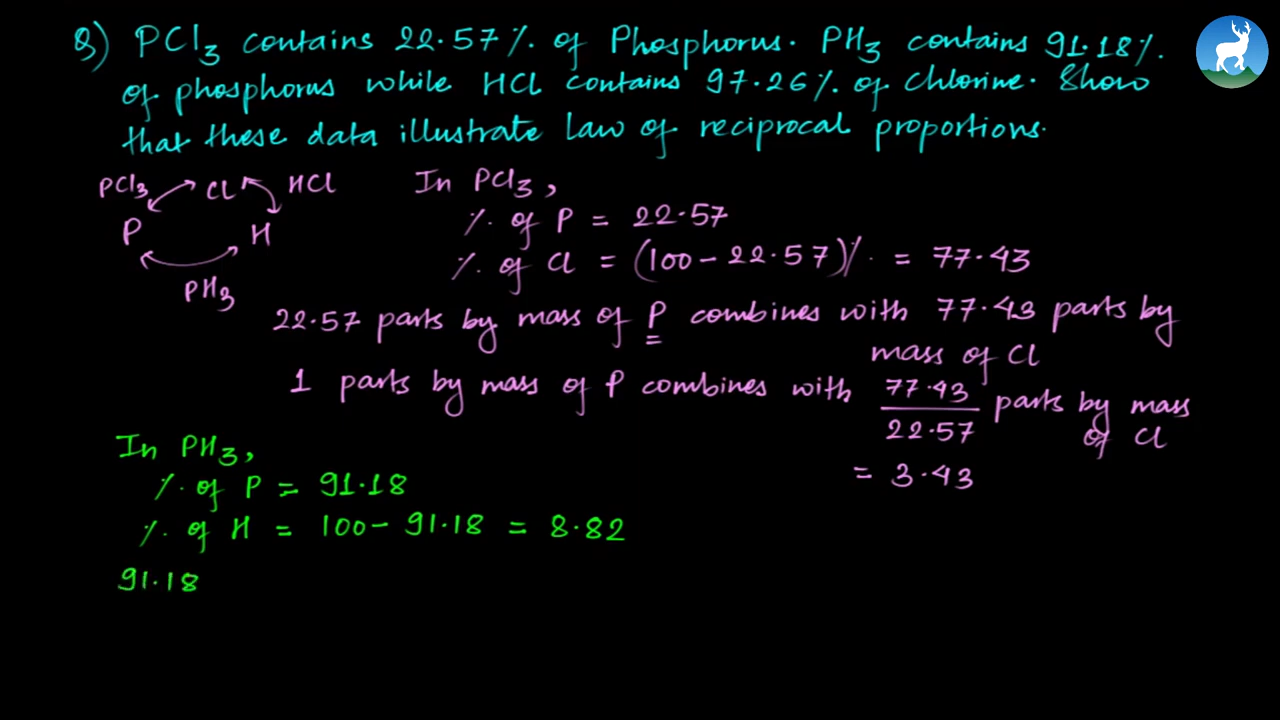 Q) PCl3 contains 22.57%. of Phosphorus. PH3 contains 91.18%.
of phosphorus while HCl contains 97.26%. of Chlorine. Show
that these data illustrate Law of reciprocal proportions.
PCl3 Cl HCl
P H
PH3
In PCl3,
%. of P = 22.57
%. of Cl = (100-22.57)%. = 77.43
22.57 parts by mass of P combines with 77.43 parts by
mass of Cl
1 parts by mass of P combines with 77.43/22.57 parts by mass
of Cl
= 3.43
In PH3,
%. of P = 91.18
%. of H = 100- 91.18 = 8.82
91.18